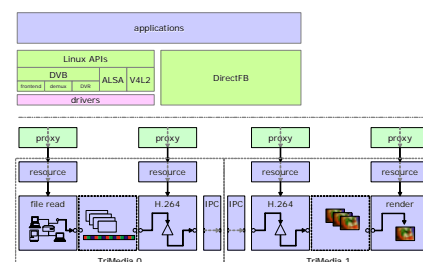 applications
Linux APIs
DVB
ALSA
V4L2
frontend demux DVR
DirectFB
drivers
proxy proxy proxy proxy
resource resource resource resource
file read H.264 IPC IPC H.264 render
TriMedia 0 TriMedia 1